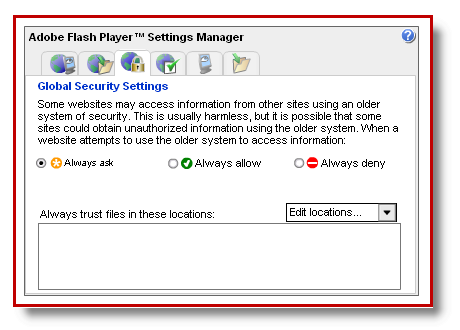 Adobe Flash Player™ Settings Manager
?
Global Security Settings
Some websites may access information from other sites using an older
system of security. This is usually harmless, but it is possible that some
sites could obtain unauthorized information using the older system. When a
website attempts to use the older system to access information:
Always ask Always allow Always deny
Always trust files in these locations: Edit locations...